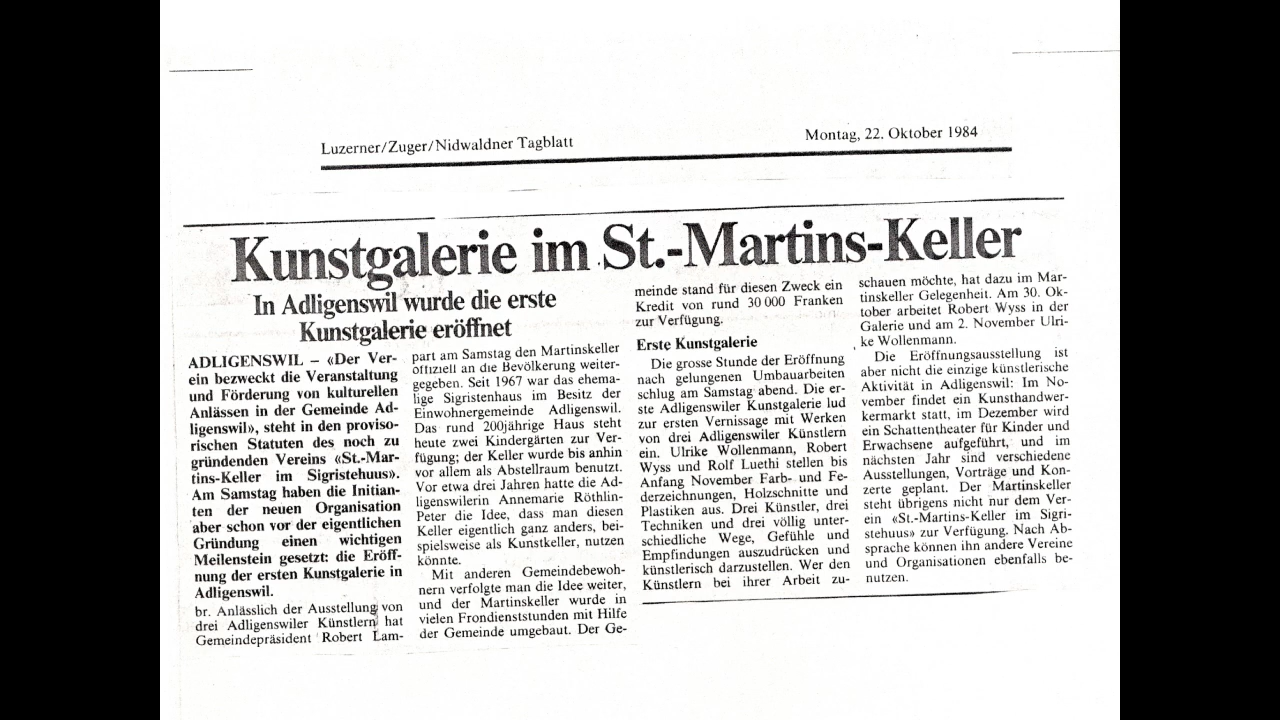 Luzerner/Zuger/Nidwaldner Tagblatt
Montag, 22. Oktober 1984
Kunstgalerie im St.-Martins-Keller
In Adligenswil wurde die erste
Kunstgalerie eröffnet
ADLIGENSWIL – «Der Ver-
ein bezweckt die Veranstaltung
und Förderung von kulturellen
Anlässen in der Gemeinde Ad-
ligenswil», steht in den proviso-
rischen Statuten des noch zu
gründenden Vereins «St.-Mar-
tins-Keller im Sigristehuus».
Am Samstag haben die Initian-
ten der neuen Organisation
aber schon vor der eigentlichen
Gründung einen wichtigen
Meilenstein gesetzt: die Eröff-
nung der ersten Kunstgalerie in
Adligenswil.
br. Anlässlich der Ausstellung von
drei Adligenswiler Künstlern hat
Gemeindepräsident Robert Lam-
part am Samstag den Martinskeller
offiziell an die Bevölkerung weiter-
gegeben. Seit 1967 war das ehema-
lige Sigristenhaus im Besitz der
Einwohnergemeinde Adligenswil.
Das rund 200jährige Haus steht
heute zwei Kindergärten zur Ver-
fügung; der Keller wurde bis anhin
vor allem als Abstellraum benutzt.
Vor etwa drei Jahren hatte die Ad-
ligenswilerin Annemarie Röthlin-
Peter die Idee, dass man diesen
Keller eigentlich ganz anders, bei-
spielsweise als Kunstkeller, nutzen
könnte.
Mit anderen Gemeindebewoh-
nern verfolgte man die Idee weiter,
und der Martinskeller wurde in
vielen Frondienststunden mit Hilfe
der Gemeinde umgebaut. Der Ge-
meinde stand für diesen Zweck ein
Kredit von rund 30 000 Franken
zur Verfügung.
Erste Kunstgalerie
Die grosse Stunde der Eröffnung
nach gelungenen Umbauarbeiten
schlug am Samstag abend. Die er-
ste Adligenswiler Kunstgalerie lud
zur ersten Vernissage mit Werken
von drei Adligenswiler Künstlern
ein. Ulrike Wollenmann, Robert
Wyss und Rolf Luethi stellen bis
Anfang November Farb- und Fe-
derzeichnungen, Holzschnitte und
Plastiken aus. Drei Künstler, drei
Techniken und drei völlig unter-
schiedliche Wege, Gefühle und
Empfindungen auszudrücken und
künstlerisch darzustellen. Wer den
Künstlern bei ihrer Arbeit zu-
schauen möchte, hat dazu im Mar-
tinskeller Gelegenheit. Am 30. Ok-
tober arbeitet Robert Wyss in der
Galerie und am 2. November Ulri-
ke Wollenmann.
Die Eröffnungsausstellung ist
aber nicht die einzige künstlerische
Aktivität in Adligenswil: Im No-
vember findet ein Kunsthandwer-
kermarkt statt, im Dezember wird
ein Schattentheater für Kinder und
Erwachsene aufgeführt, und im
nächsten Jahr sind verschiedene
Ausstellungen, Vorträge und Kon-
zerte geplant. Der Martinskeller
steht übrigens nicht nur dem Ver-
ein «St.-Martins-Keller im Sigri-
stehuus» zur Verfügung. Nach Ab-
sprache können ihn andere Vereine
und Organisationen ebenfalls be-
nutzen.